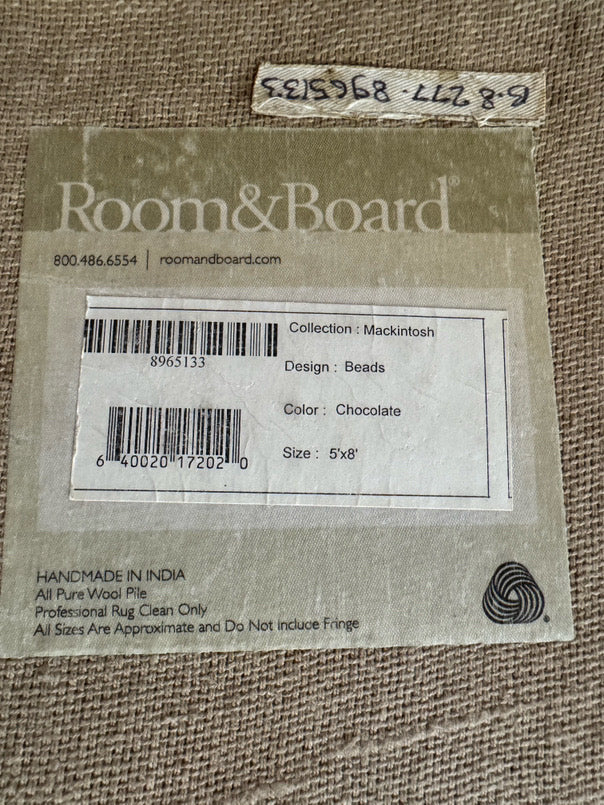 B-8 277. 8965133
Room&Board®
800.486.6554 | roomandboard.com
8965133
Collection : Mackintosh
Design : Beads
Color : Chocolate
Size : 5'x8'
6 40020 17202 0
HANDMADE IN INDIA
All Pure Wool Pile
Professional Rug Clean Only
All Sizes Are Approximate and Do Not Include Fringe